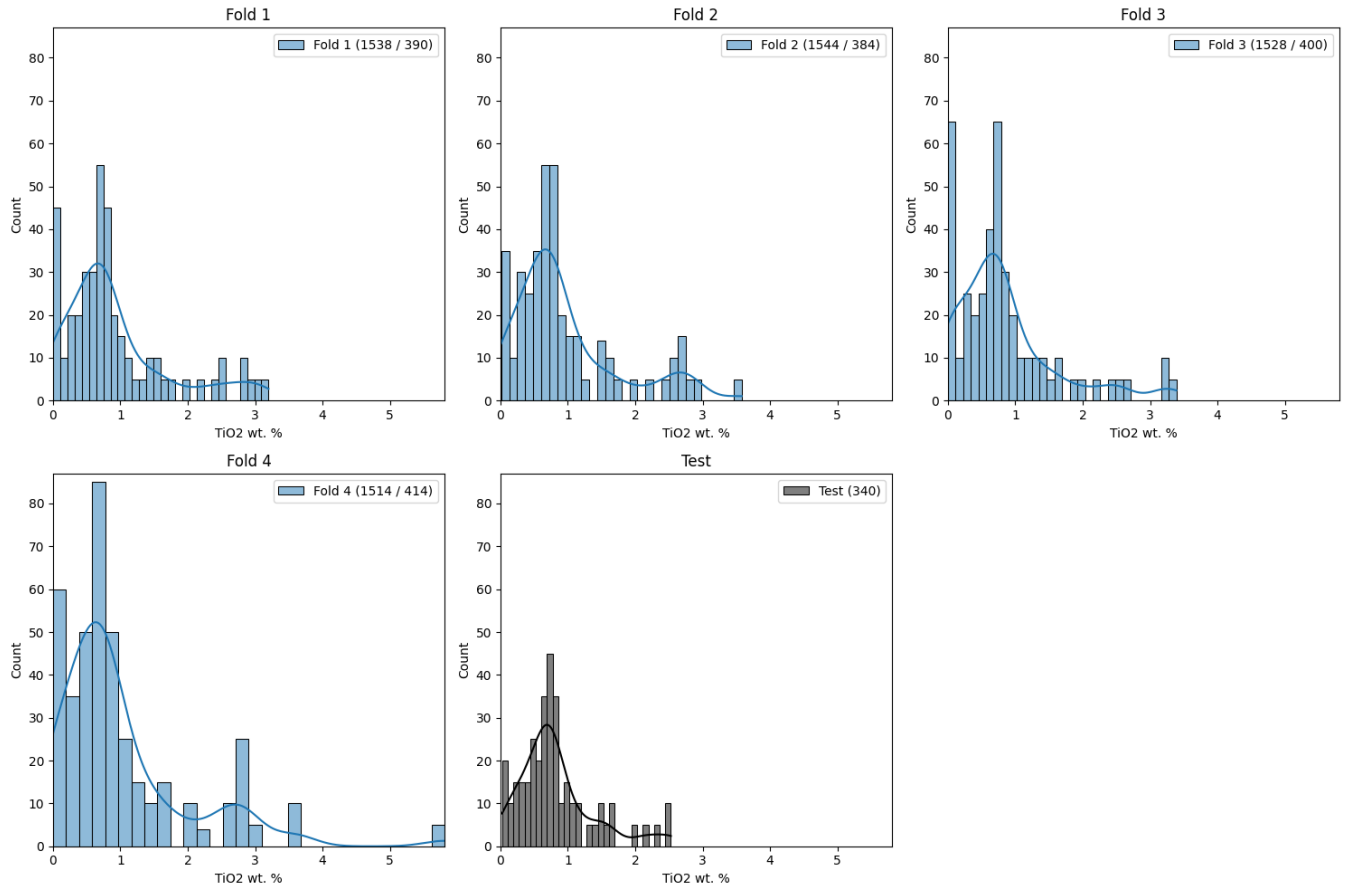 Fold 1
Fold 1 (1538 / 390)
80
70
60
50
40
30
20
10
0
Count
0 1 2 3 4 5
TiO2 wt. %
Fold 2
Fold 2 (1544 / 384)
80
70
60
50
40
30
20
10
0
Count
0 1 2 3 4 5
TiO2 wt. %
Fold 3
Fold 3 (1528 / 400)
80
70
60
50
40
30
20
10
0
Count
0 1 2 3 4 5
TiO2 wt. %
Fold 4
Fold 4 (1514 / 414)
80
70
60
50
40
30
20
10
0
Count
0 1 2 3 4 5
TiO2 wt. %
Test
Test (340)
80
70
60
50
40
30
20
10
0
Count
0 1 2 3 4 5
TiO2 wt. %